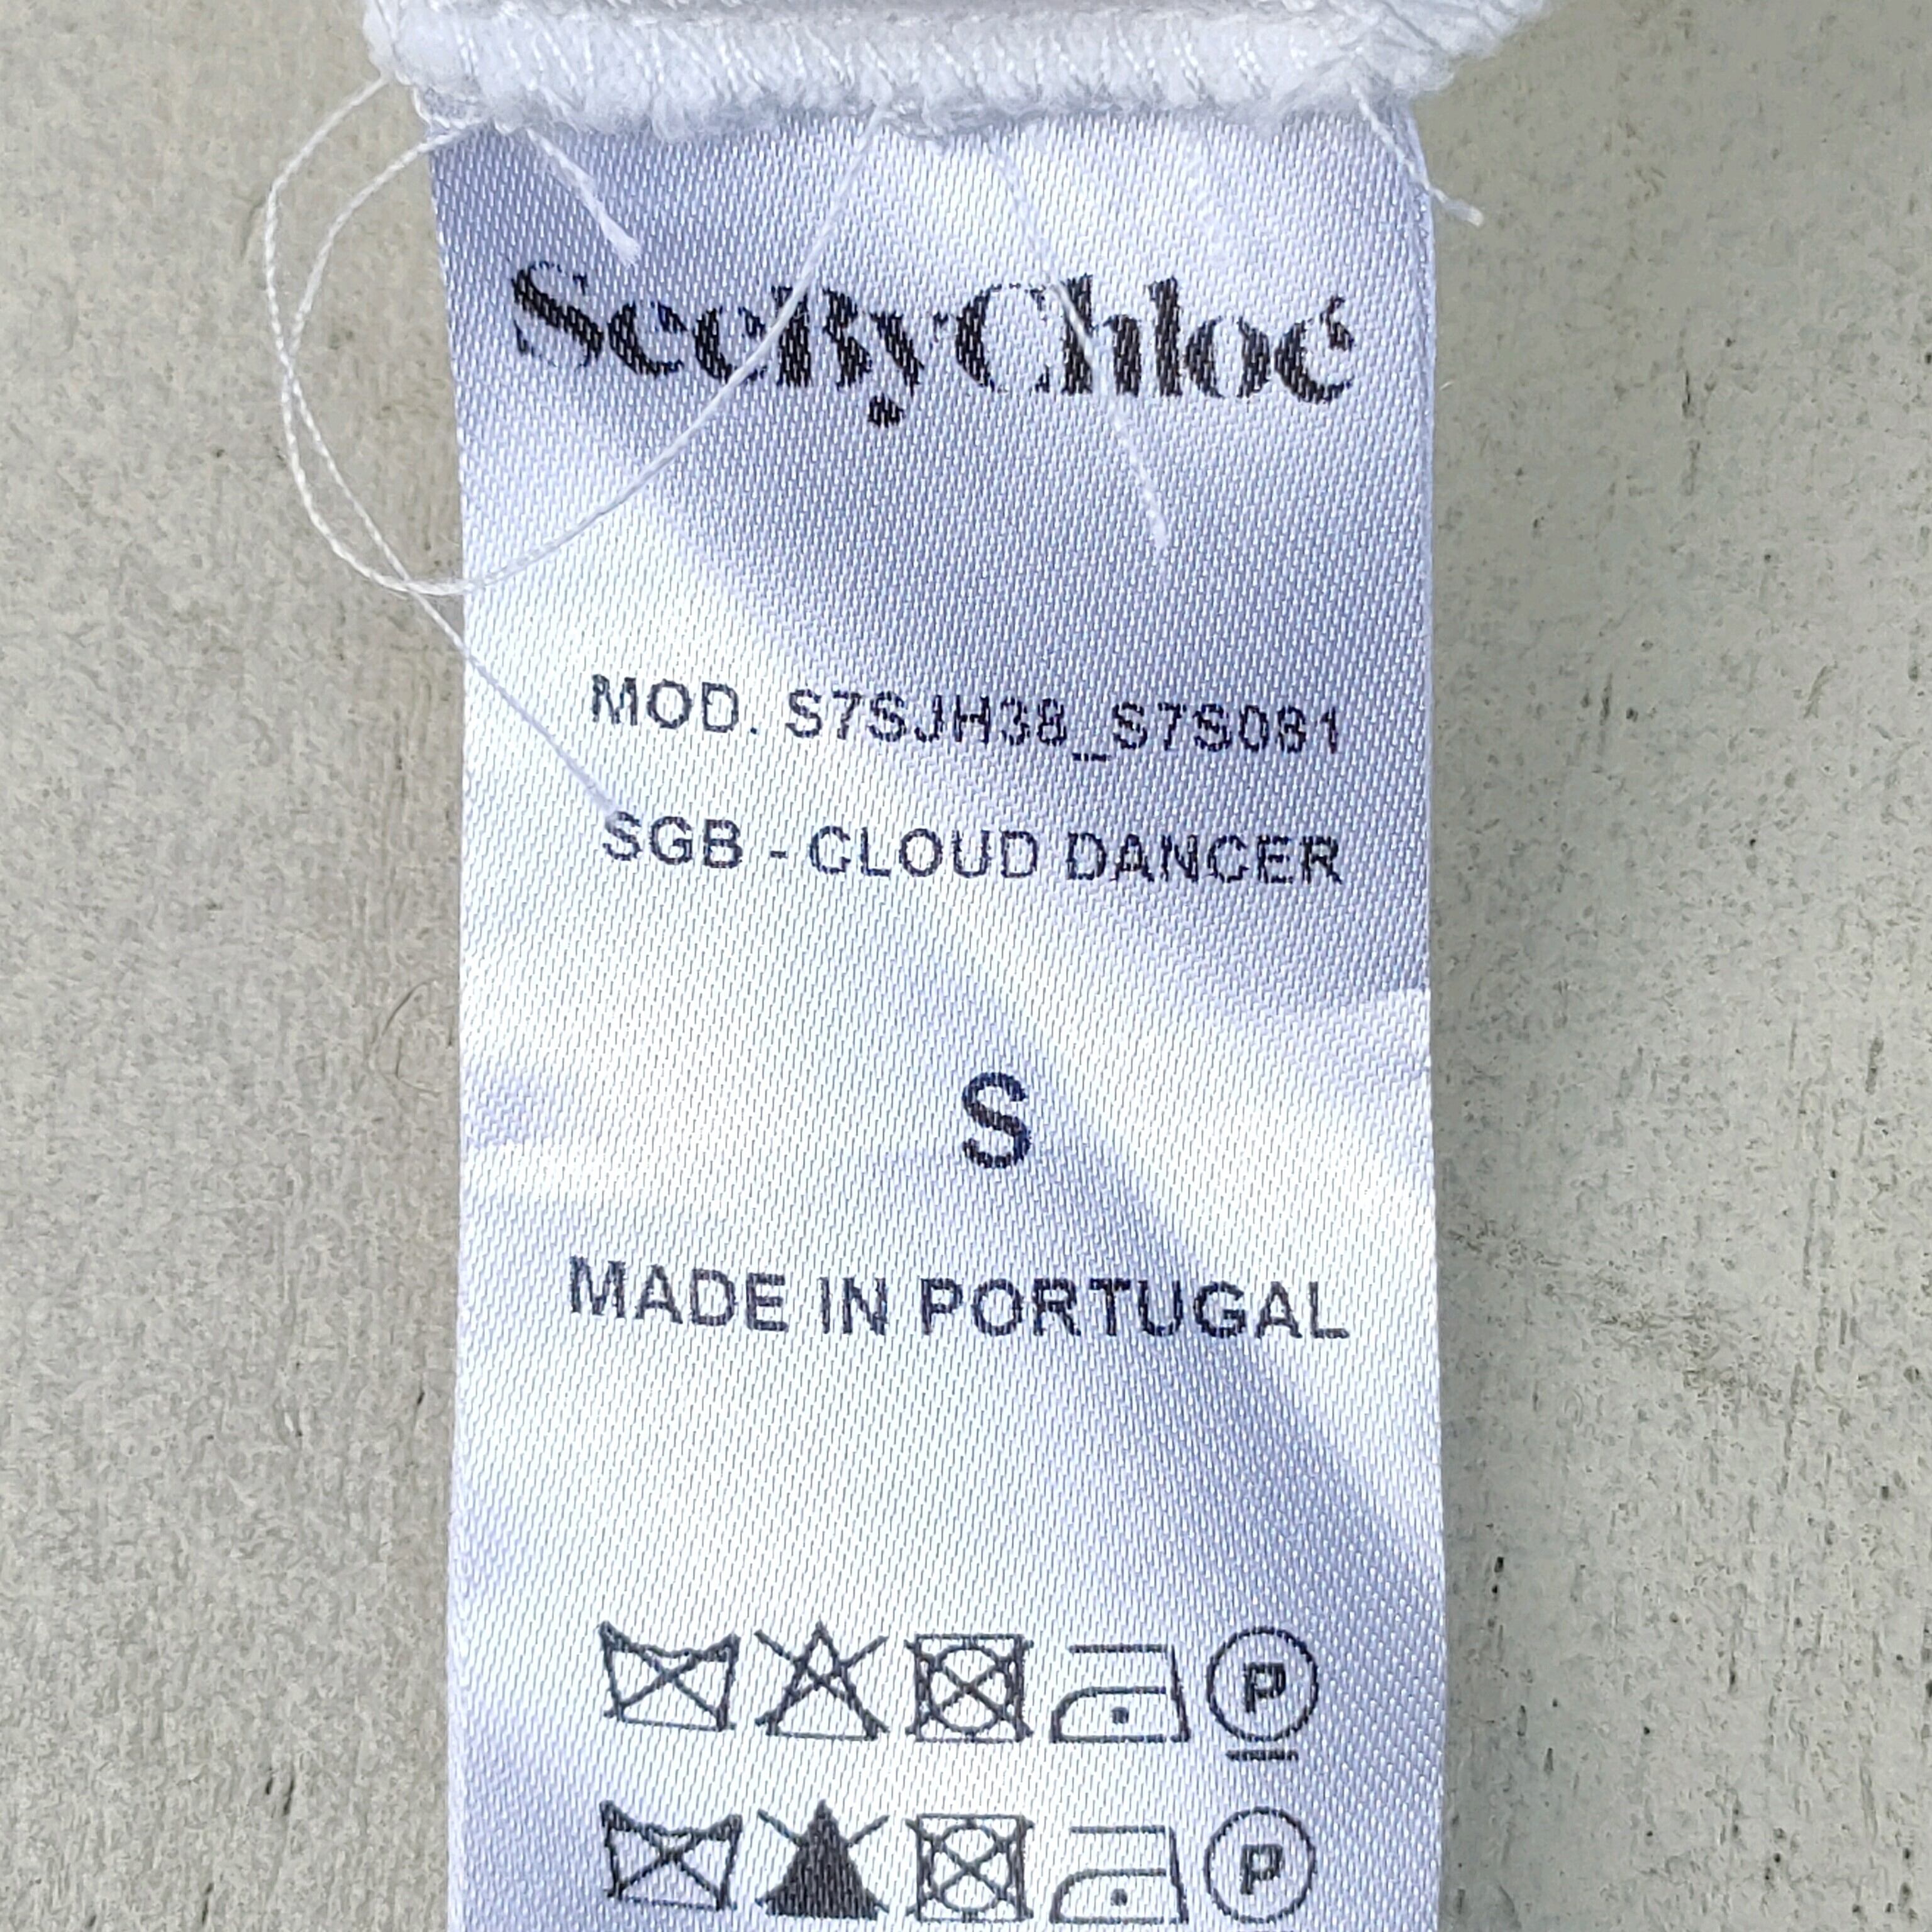 SeeByChloé
MOD. S7SJH38_S7S081
SGB - CLOUD DANCER
S
MADE IN PORTUGAL
P
P